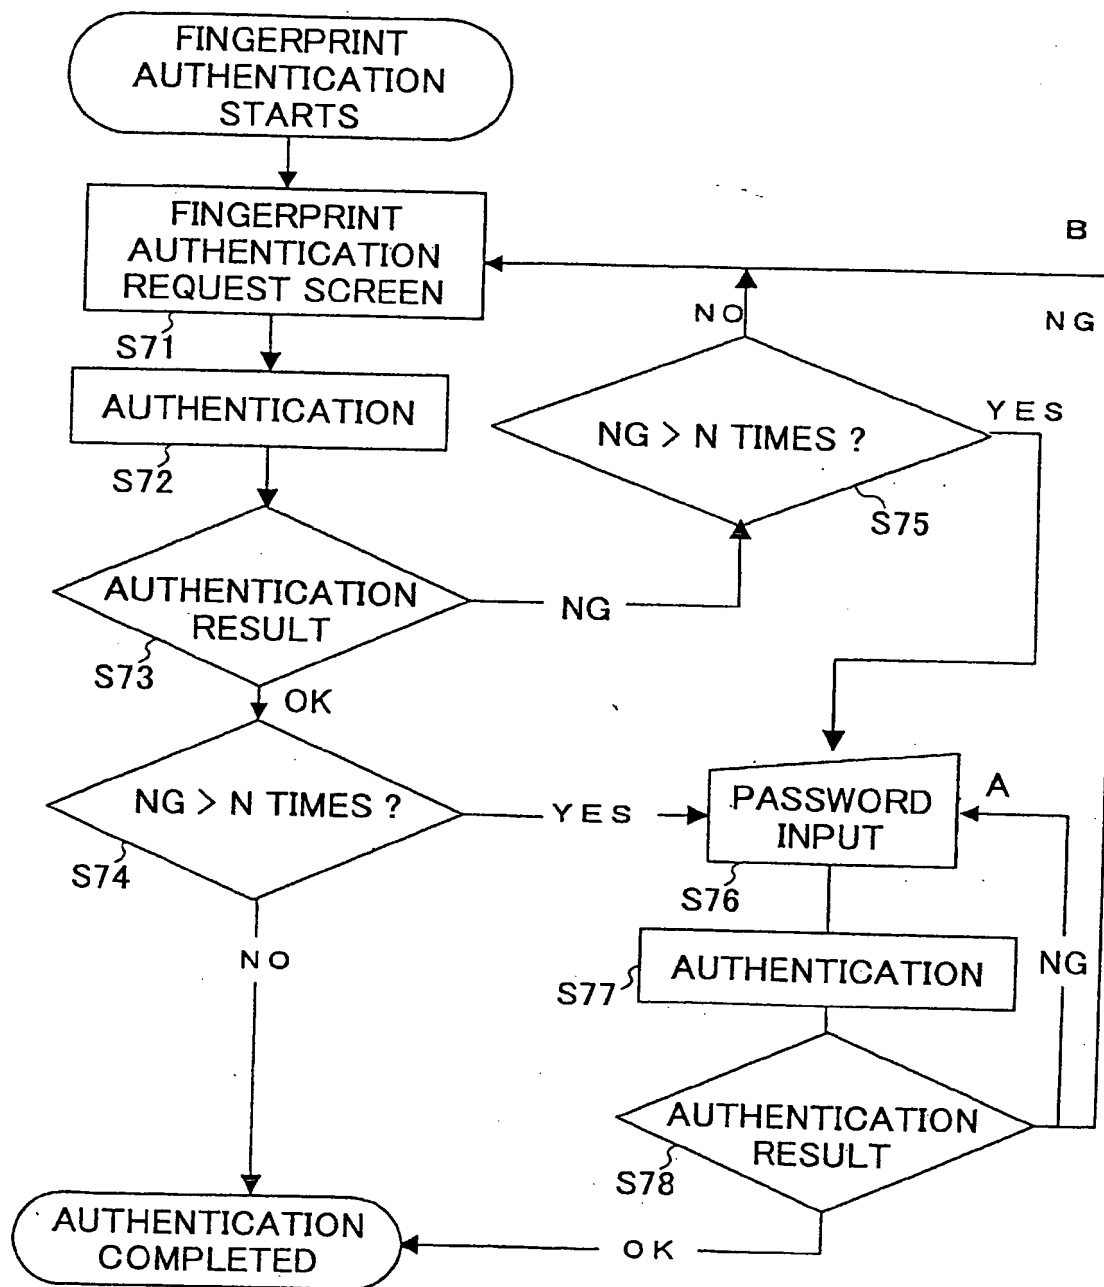 FINGERPRINT
AUTHENTICATION
STARTS
FINGERPRINT
AUTHENTICATION
REQUEST SCREEN
S71
B
NO
NG
AUTHENTICATION
S72
NG > N TIMES ?
YES
S75
AUTHENTICATION
RESULT
NG
S73
OK
NG > N TIMES ?
YES
S74
PASSWORD
INPUT
A
S76
NO
AUTHENTICATION
NG
S77
AUTHENTICATION
RESULT
S78
AUTHENTICATION
COMPLETED
OK